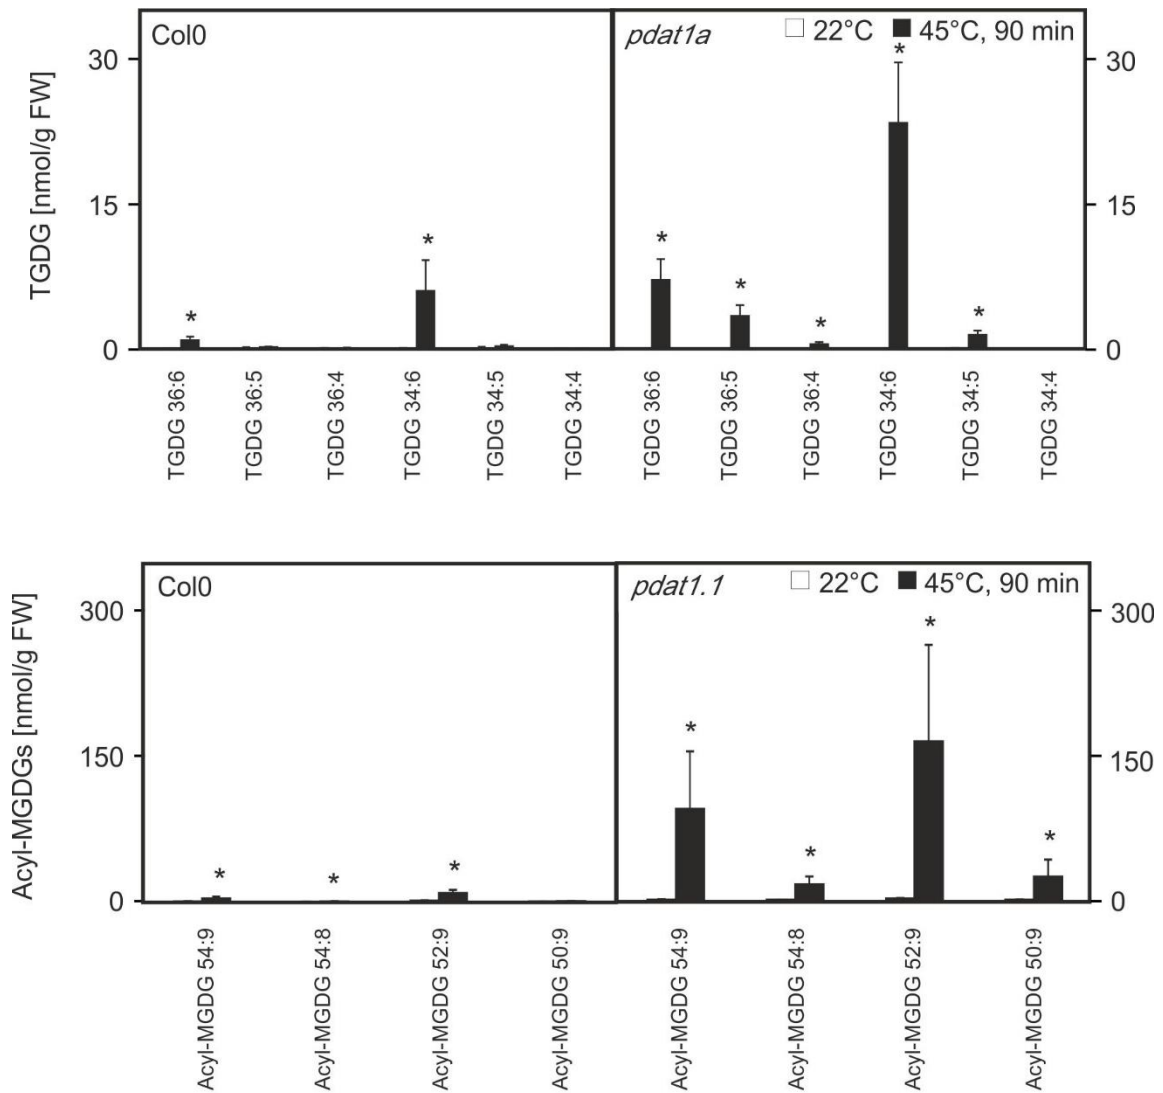 Col0
pdat1a
22°C
45°C, 90 min
TGDG [nmol/g FW]
30
15
0
*
*
*
*
*
*
*
30
15
0
TGDG 36:6
TGDG 36:5
TGDG 36:4
TGDG 34:6
TGDG 34:5
TGDG 34:4
TGDG 36:6
TGDG 36:5
TGDG 36:4
TGDG 34:6
TGDG 34:5
TGDG 34:4
Col0
pdat1.1
22°C
45°C, 90 min
Acyl-MGDGs [nmol/g FW]
300
150
0
*
*
*
*
*
*
*
300
150
0
Acyl-MGDG 54:9
Acyl-MGDG 54:8
Acyl-MGDG 52:9
Acyl-MGDG 50:9
Acyl-MGDG 54:9
Acyl-MGDG 54:8
Acyl-MGDG 52:9
Acyl-MGDG 50:9